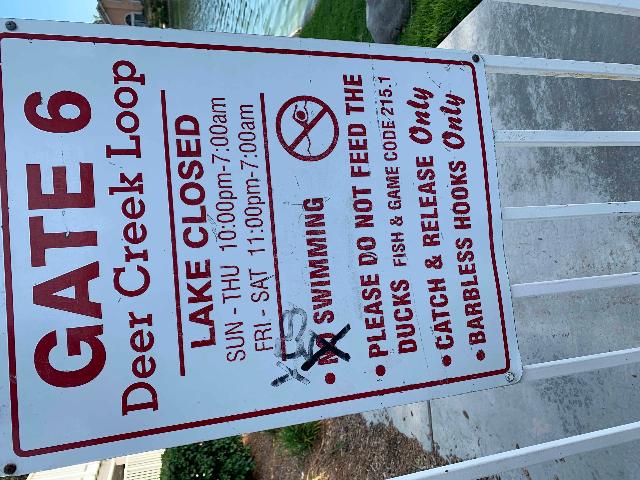 GATE 6
Deer Creek Loop
LAKE CLOSED
SUN - THU 10:00pm-7:00am
FRI - SAT 11:00pm-7:00am
YES
• NO SWIMMING
• PLEASE DO NOT FEED THE
DUCKS FISH & GAME CODE 215.1
• CATCH & RELEASE Only
• BARBLESS HOOKS Only